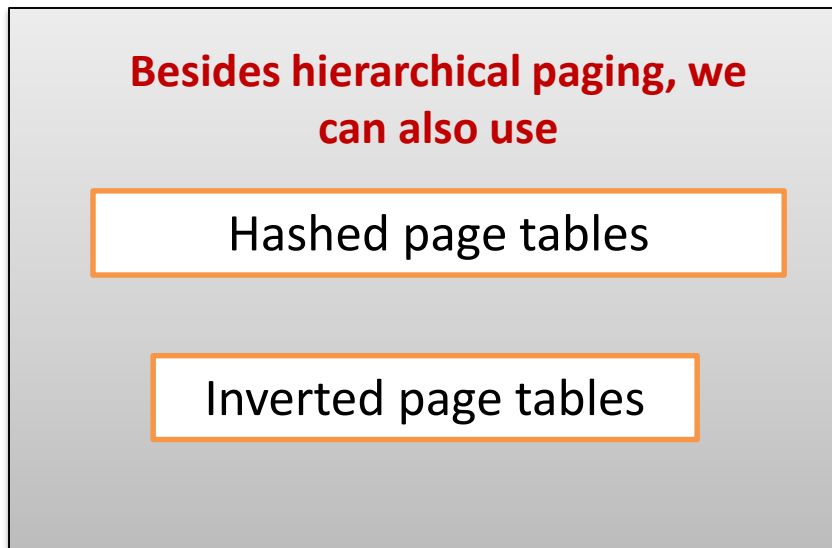 Besides hierarchical paging, we
can also use
Hashed page tables
Inverted page tables